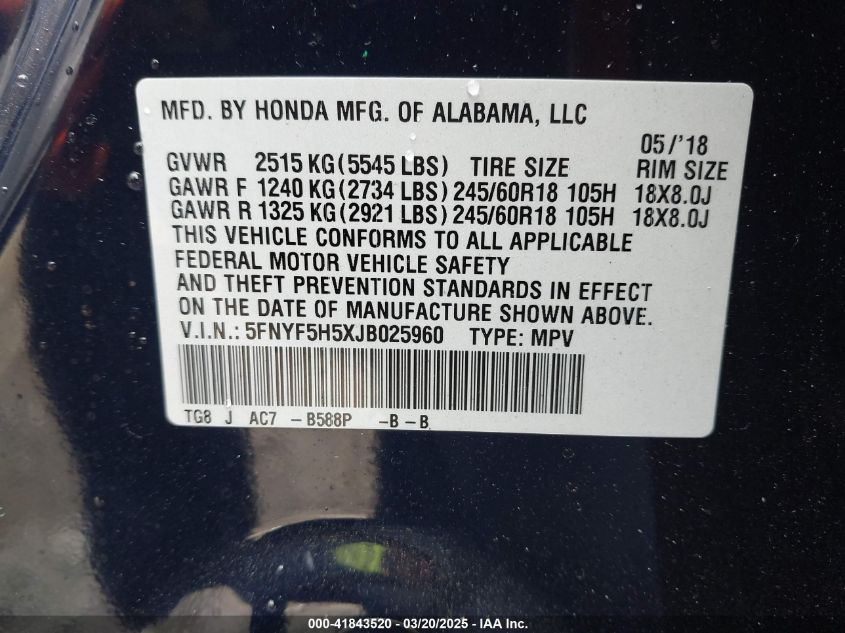 MFD. BY HONDA MFG. OF ALABAMA, LLC
05/'18
GVWR 2515 KG (5545 LBS) TIRE SIZE RIM SIZE
GAWR F 1240 KG (2734 LBS) 245/60R18 105H 18X8.0J
GAWR R 1325 KG (2921 LBS) 245/60R18 105H 18X8.0J
THIS VEHICLE CONFORMS TO ALL APPLICABLE
FEDERAL MOTOR VEHICLE SAFETY
AND THEFT PREVENTION STANDARDS IN EFFECT
ON THE DATE OF MANUFACTURE SHOWN ABOVE.
V.I.N.: 5FNYF5H5XJB025960 TYPE: MPV
TG8 J AC7 -B588P -B-B
000-41843520 - 03/20/2025 - IAA Inc.